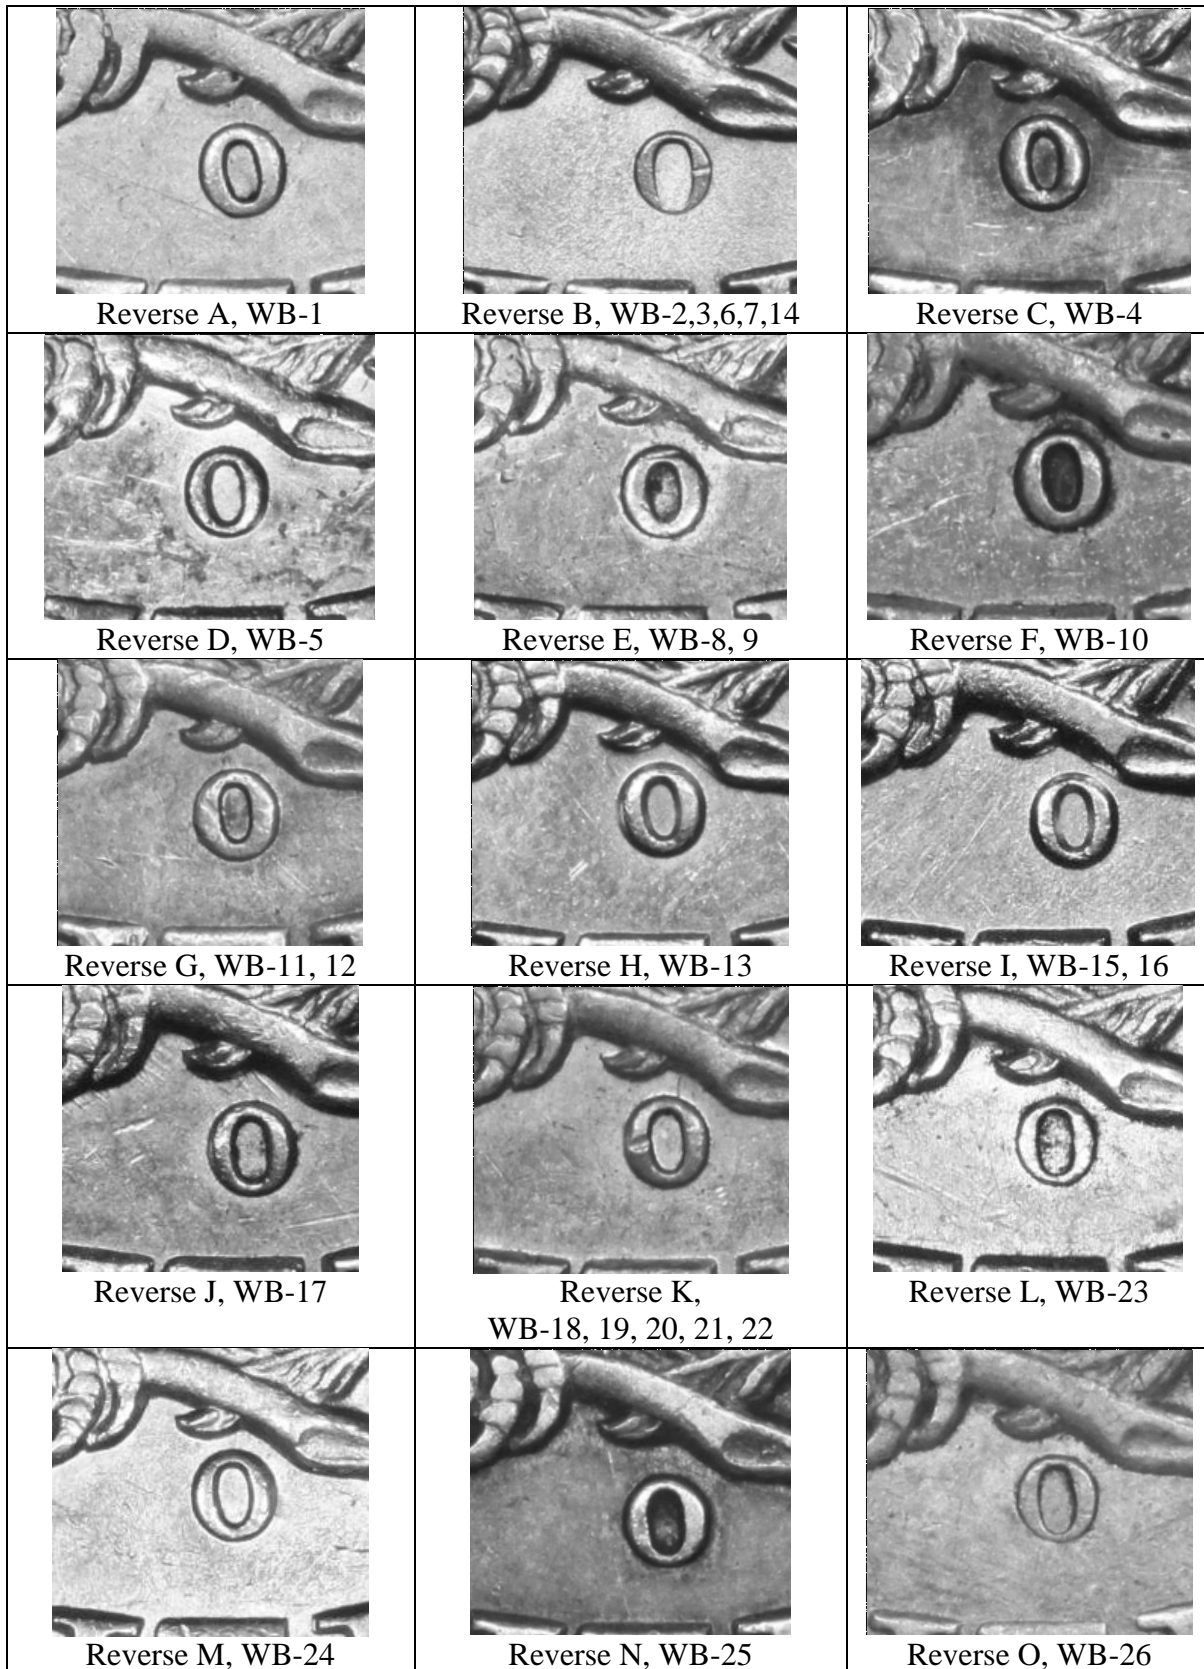 Reverse A, WB-1
Reverse B, WB-2,3,6,7,14
Reverse C, WB-4
Reverse D, WB-5
Reverse E, WB-8, 9
Reverse F, WB-10
Reverse G, WB-11, 12
Reverse H, WB-13
Reverse I, WB-15, 16
Reverse J, WB-17
Reverse K,
WB-18, 19, 20, 21, 22
Reverse L, WB-23
Reverse M, WB-24
Reverse N, WB-25
Reverse O, WB-26